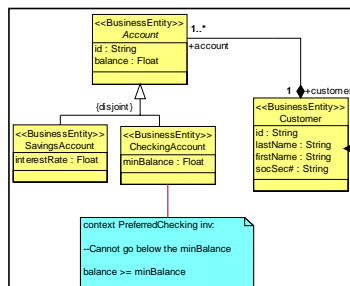 <<BusinessEntity>>
Account
id : String
balance : Float
1..*
+account
{disjoint}
1
+customer
<<BusinessEntity>>
SavingsAccount
interestRate : Float
<<BusinessEntity>>
CheckingAccount
minBalance : Float
<<BusinessEntity>>
Customer
id : String
lastName : String
firstName : String
socSec# : String
context PreferredChecking inv:
--Cannot go below the minBalance
balance >= minBalance